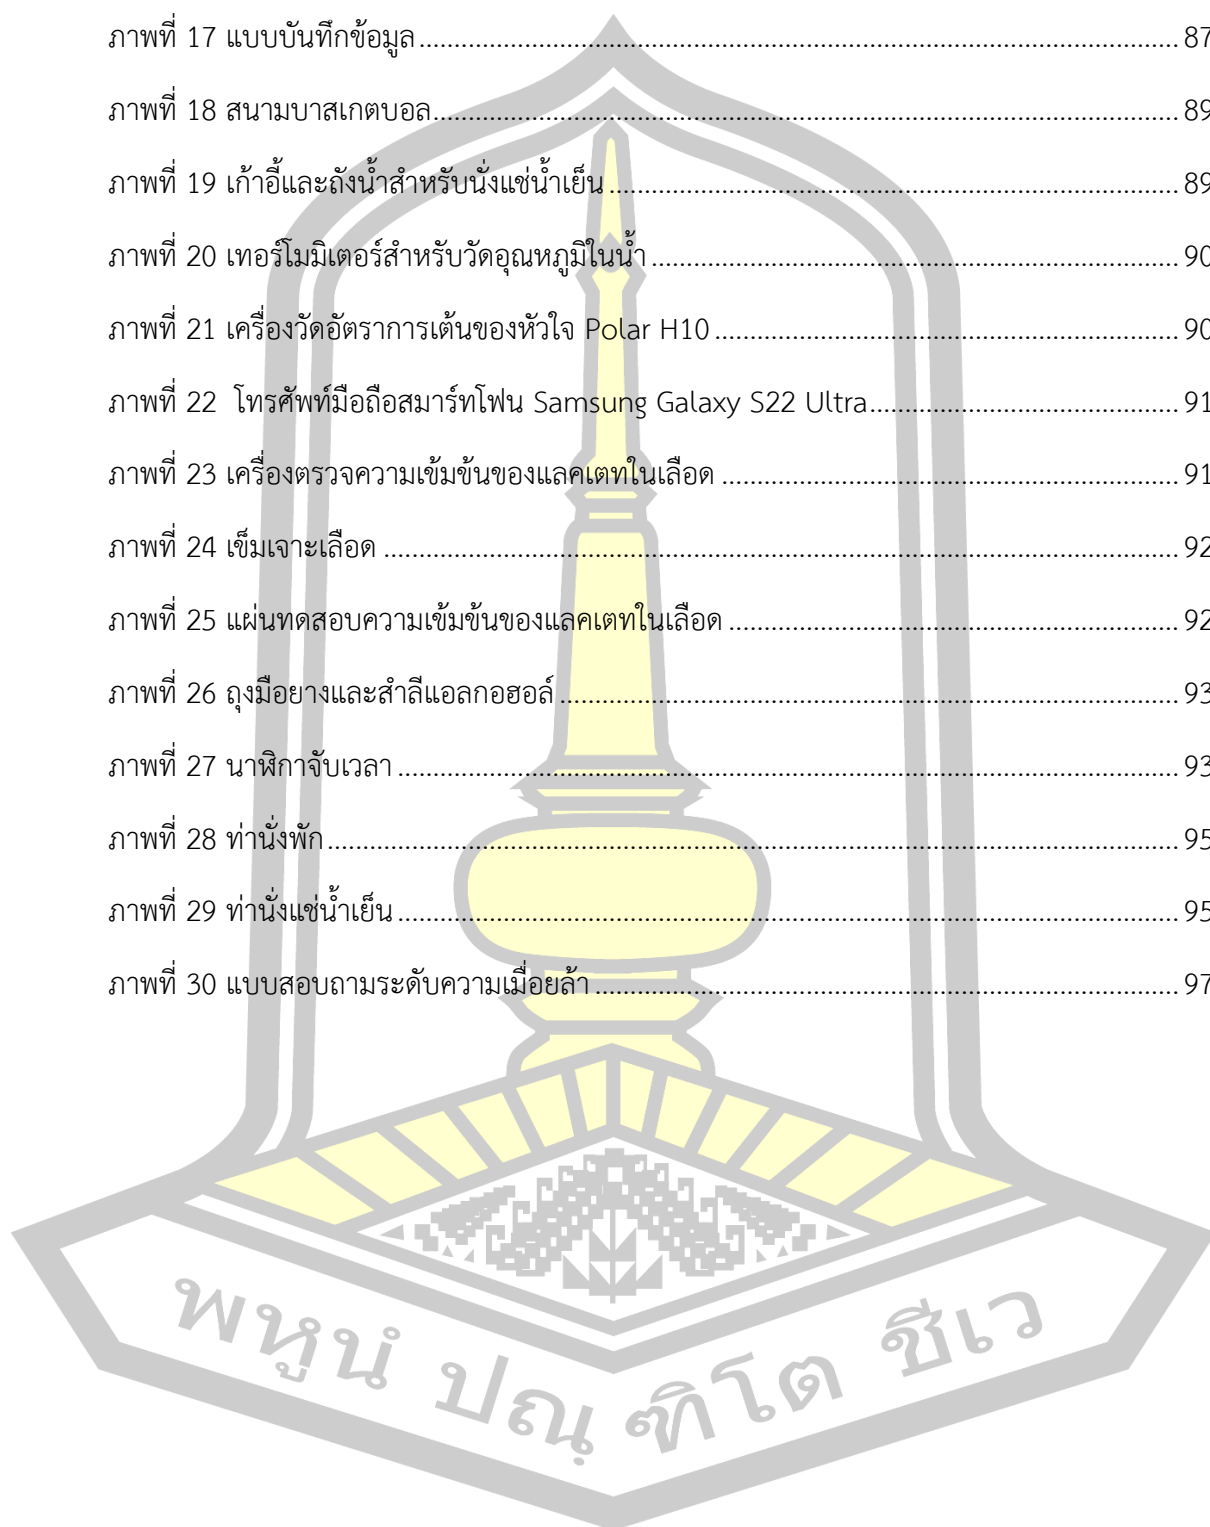 ภาพที่ 17 แบบบันทึกข้อมูล........................................................................................................87
ภาพที่ 18 สนามบาสเกตบอล........................................................................................................89
ภาพที่ 19 เก้าอี้และถังน้ำสำหรับนั่งแช่น้ำเย็น........................................................................................................89
ภาพที่ 20 เทอร์โมมิเตอร์สำหรับวัดอุณหภูมิในน้ำ........................................................................................................90
ภาพที่ 21 เครื่องวัดอัตราการเต้นของหัวใจ Polar H10........................................................................................................90
ภาพที่ 22 โทรศัพท์มือถือสมาร์ทโฟน Samsung Galaxy S22 Ultra........................................................................................................91
ภาพที่ 23 เครื่องตรวจความเข้มข้นของแลคเตทในเลือด........................................................................................................91
ภาพที่ 24 เข็มเจาะเลือด........................................................................................................92
ภาพที่ 25 แผ่นทดสอบความเข้มข้นของแลคเตทในเลือด........................................................................................................92
ภาพที่ 26 ถุงมือยางและสำลีแอลกอฮอล์........................................................................................................93
ภาพที่ 27 นาฬิกาจับเวลา........................................................................................................93
ภาพที่ 28 ท่านั่งพัก........................................................................................................95
ภาพที่ 29 ท่านั่งแช่น้ำเย็น........................................................................................................95
ภาพที่ 30 แบบสอบถามระดับความเมื่อยล้า........................................................................................................97
พหูนํ ปณฺฑิโต ชีเว